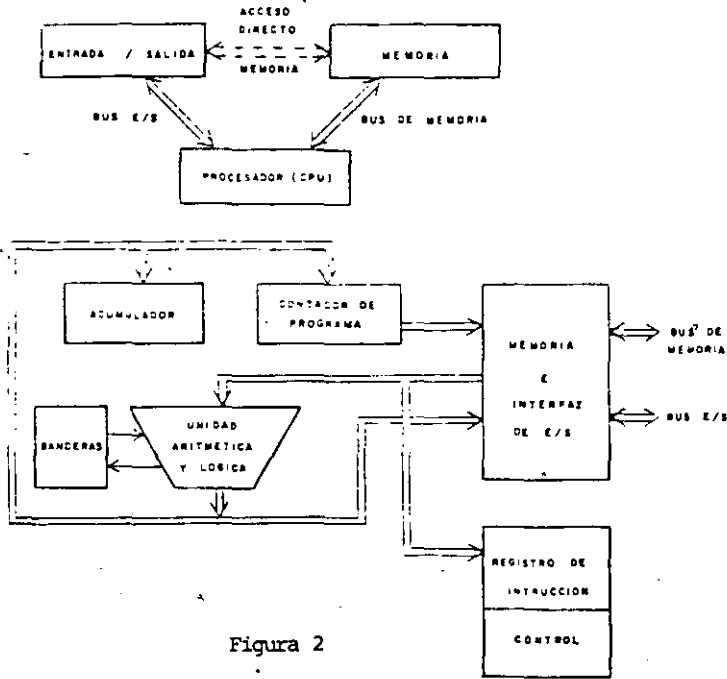 ACCESO
DIRECTO
ENTRADA / SALIDA
MEMORIA
MEMORIA
BUS E/S
BUS DE MEMORIA
PROCESADOR (CPU)
ACUMULADOR
CONTADOR DE
PROGRAMA
MEMORIA
E
INTERFAZ
DE E/S
BUS DE
MEMORIA
BUS E/S
BANDERAS
UNIDAD
ARITMETICA
Y LOGICA
REGISTRO DE
INTRUCCION
CONTROL
Figura 2